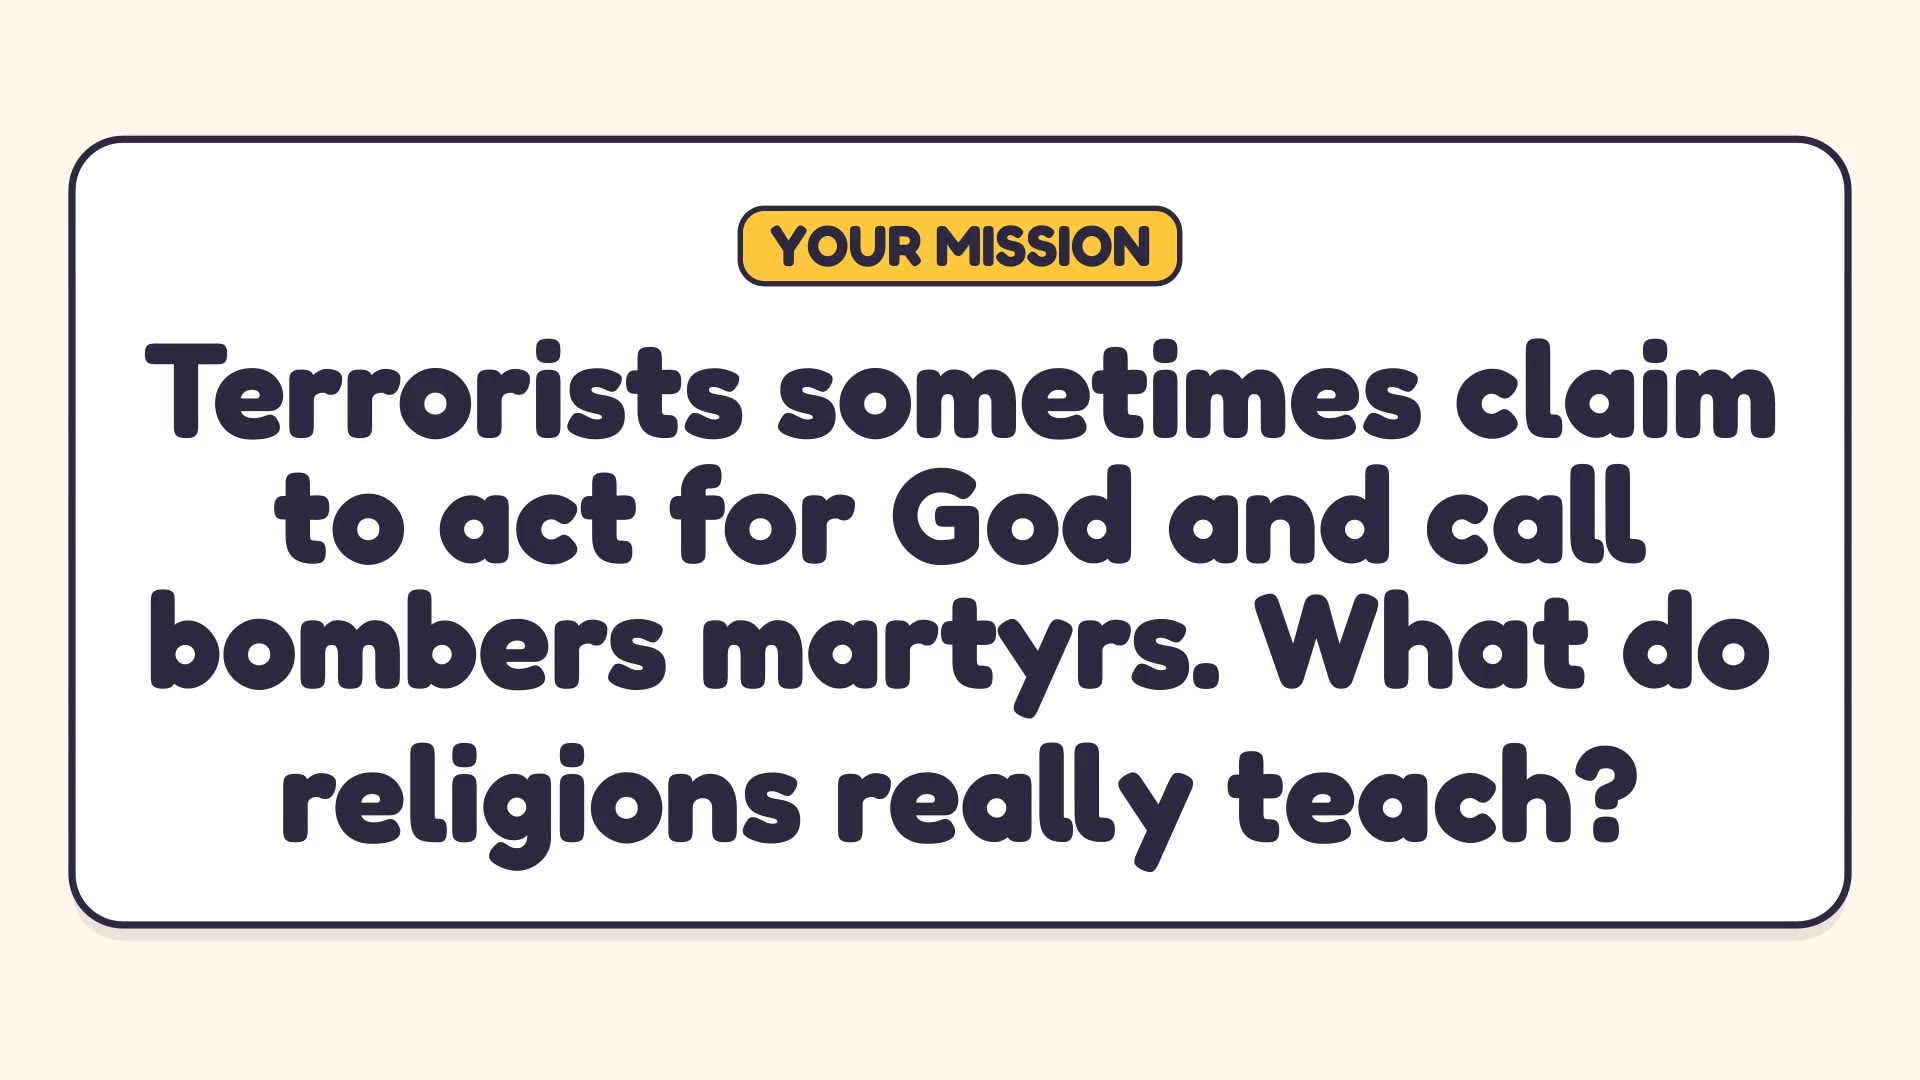 YOUR MISSION
Terrorists sometimes claim
to act for God and call
bombers martyrs. What do
religions really teach?